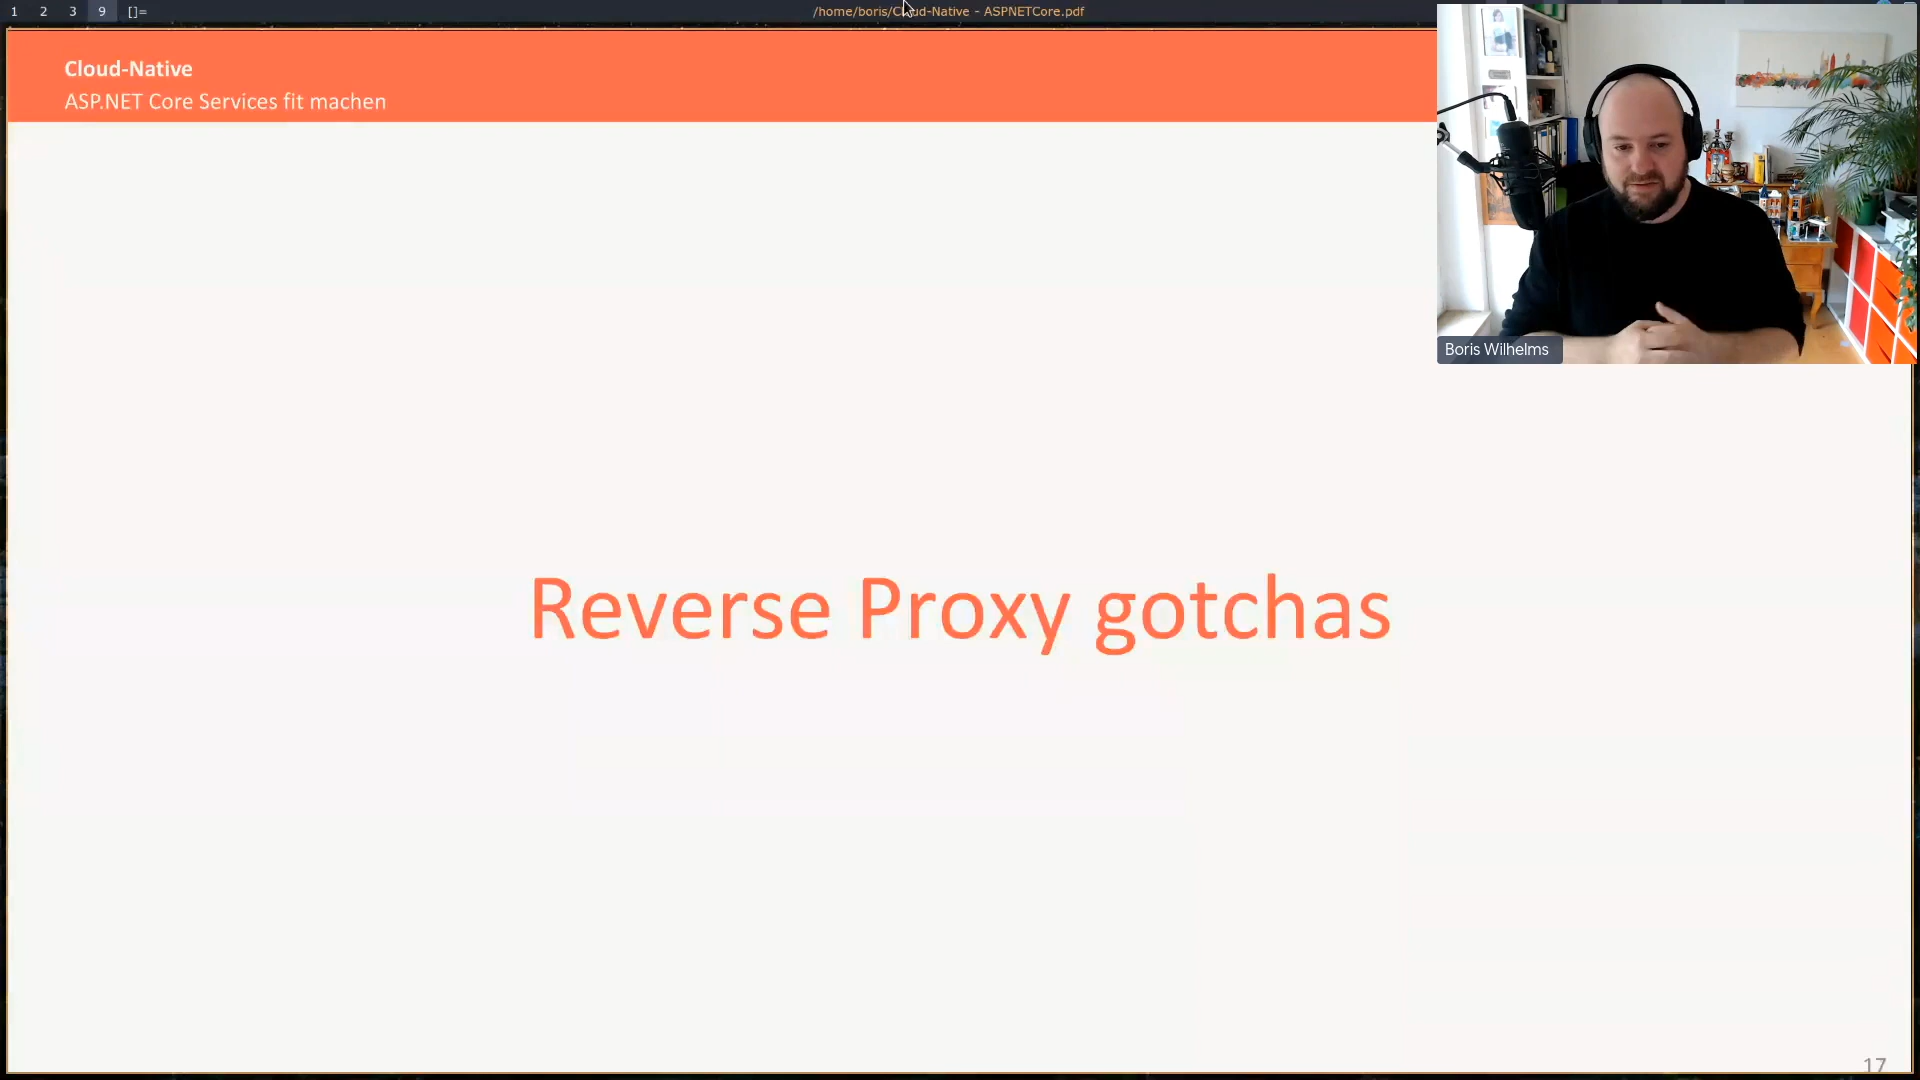 1 2 3 9 []=
/home/boris/Cloud-Native - ASPNETCore.pdf
Cloud-Native
ASP.NET Core Services fit machen
Boris Wilhelms
Reverse Proxy gotchas
17